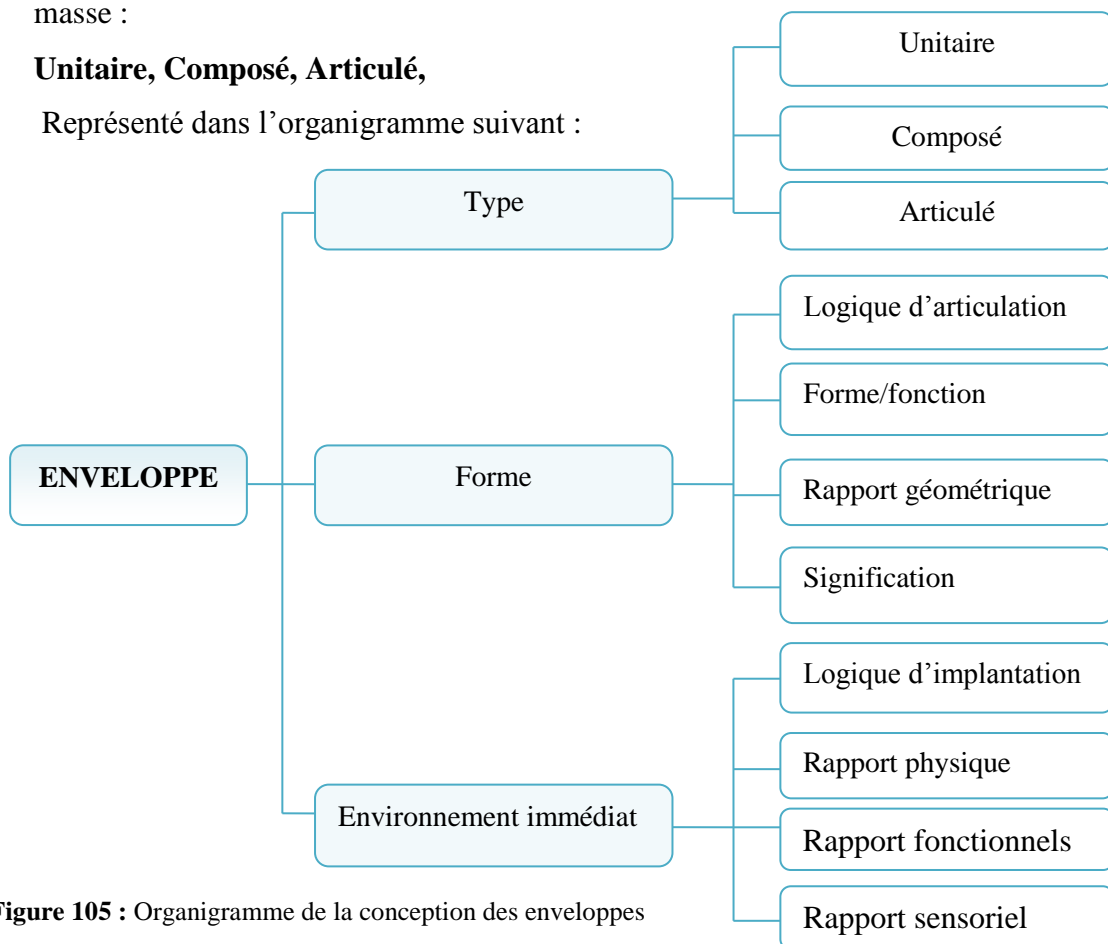 masse :
Unitaire, Composé, Articulé,
Représenté dans l’organigramme suivant :
ENVELOPPE
Type
Unitaire
Composé
Articulé
Forme
Logique d’articulation
Forme/fonction
Rapport géométrique
Signification
Environnement immédiat
Logique d’implantation
Rapport physique
Rapport fonctionnels
Rapport sensoriel
Figure 105 : Organigramme de la conception des enveloppes